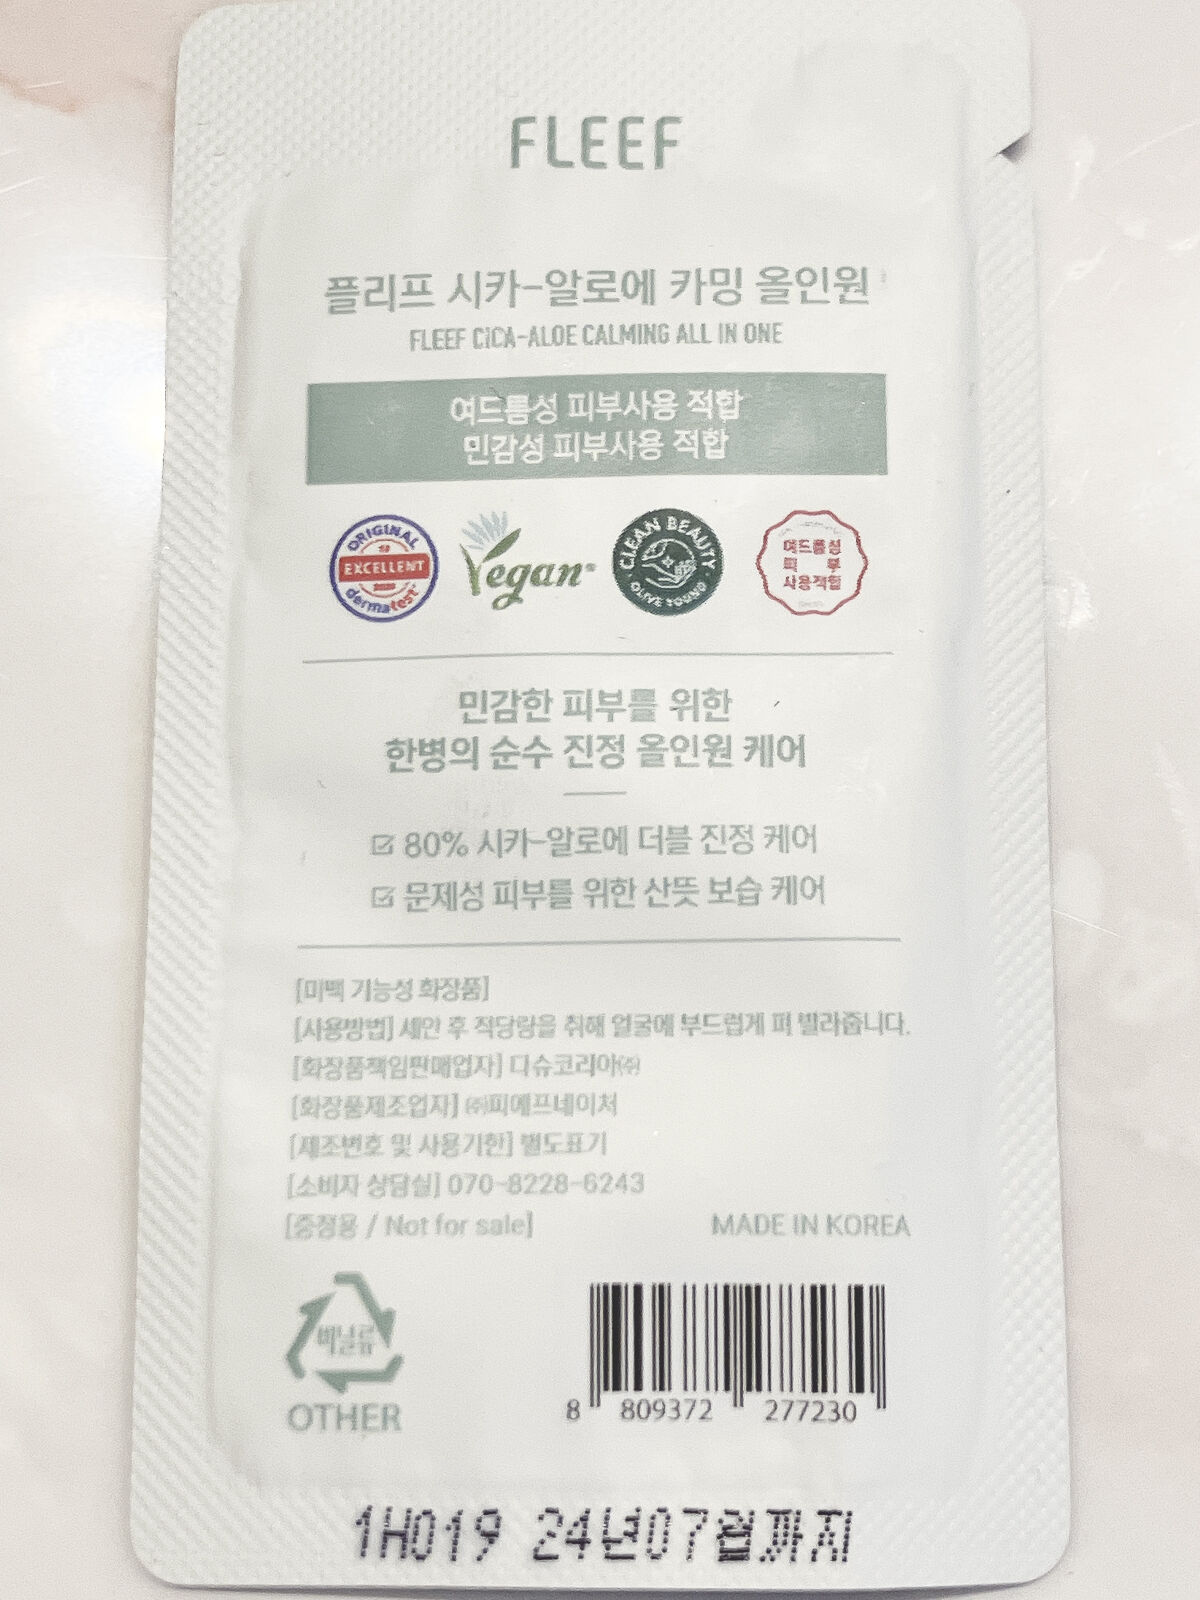 FLEEF
플리프 시카-알로에 카밍 올인원
FLEEF CICA-ALOE CALMING ALL IN ONE
여드름성 피부사용 적합
민감성 피부사용 적합
ORIGINAL
EXCELLENT
dermatest
Vegan
CLEAN BEAUTY
OLIVE YOUNG
여드름성
피 부
사용적합
민감한 피부를 위한
한병의 순수 진정 올인원 케어
☑ 80% 시카-알로에 더블 진정 케어
☑ 문제성 피부를 위한 산뜻 보습 케어
[미백 기능성 화장품]
[사용방법] 세안 후 적당량을 취해 얼굴에 부드럽게 펴 발라줍니다.
[화장품책임판매업자] 디슈코리아㈜
[화장품제조업자] ㈜피에프네이처
[제조번호 및 사용기한] 별도표기
[소비자 상담실] 070-8228-6243
[증정용 / Not for sale]
MADE IN KOREA
비닐류
OTHER
8 809372 277230
1H019 24년07월까지